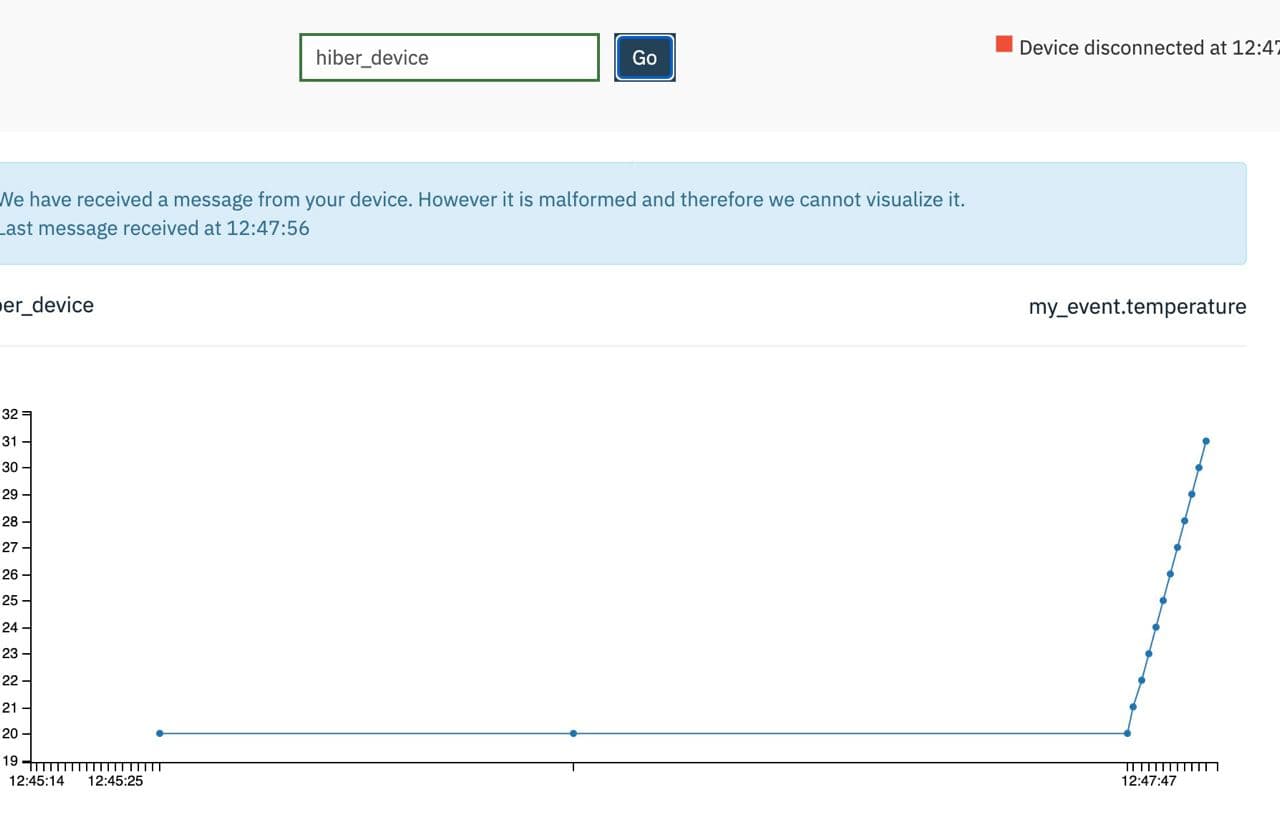 hiber_device
Go
Device disconnected at 12:47
We have received a message from your device. However it is malformed and therefore we cannot visualize it.
Last message received at 12:47:56
ber_device
my_event.temperature
32
31
30
29
28
27
26
25
24
23
22
21
20
19
12:45:14 12:45:25 12:47:47